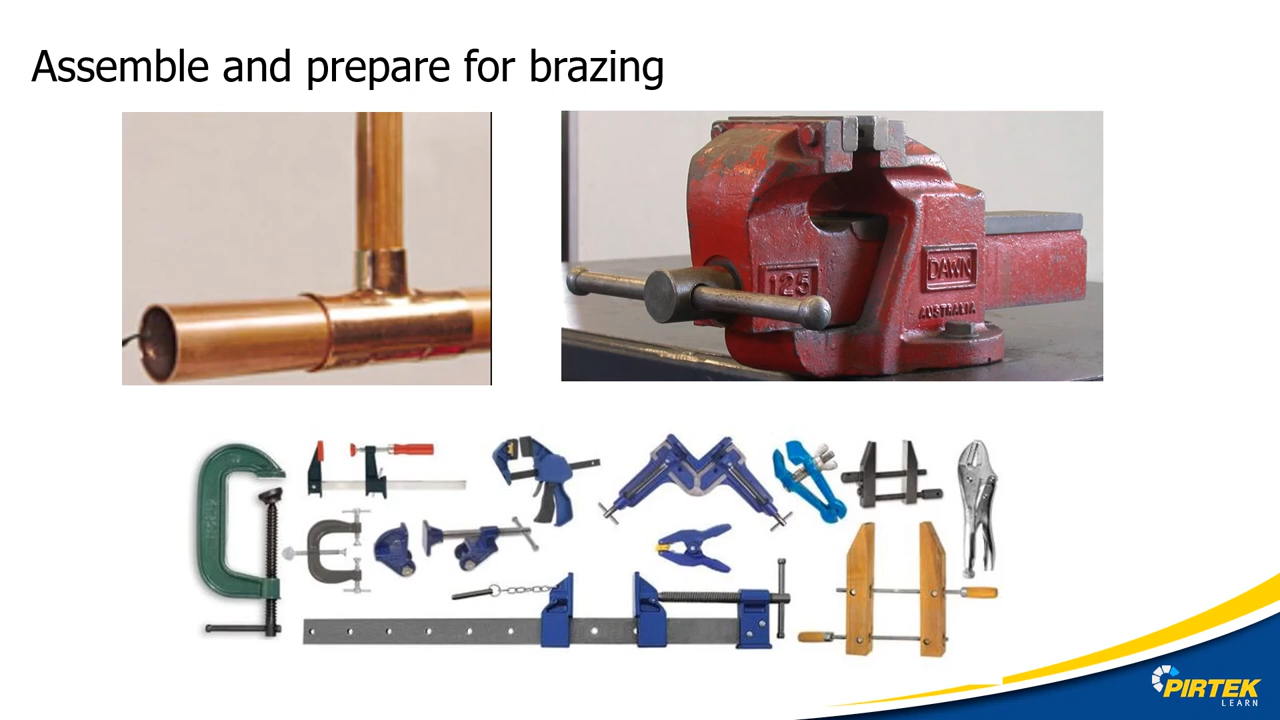 Assemble and prepare for brazing
125
DAWN
AUSTRALIA
PIRTEK
LEARN